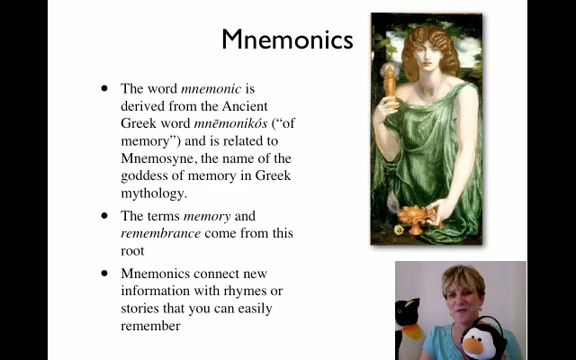 Mnemonics
• The word mnemonic is
derived from the Ancient
Greek word mnēmonikós (“of
memory”) and is related to
Mnemosyne, the name of the
goddess of memory in Greek
mythology.
• The terms memory and
remembrance come from this
root
• Mnemonics connect new
information with rhymes or
stories that you can easily
remember